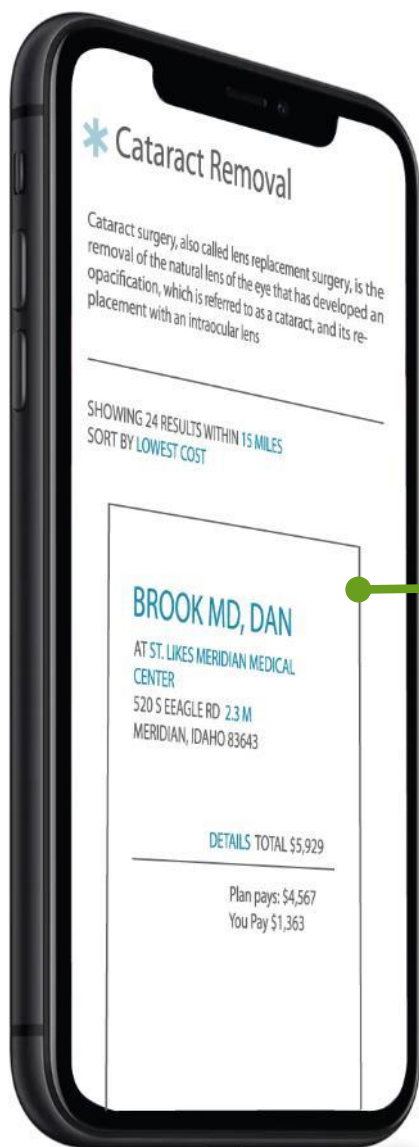 Cataract Removal
Cataract surgery, also called lens replacement surgery, is the
removal of the natural lens of the eye that has developed an
opacification, which is referred to as a cataract, and its re-
placement with an intraocular lens
SHOWING 24 RESULTS WITHIN 15 MILES
SORT BY LOWEST COST
BROOK MD, DAN
AT ST. LIKES MERIDIAN MEDICAL
CENTER
520 S EEAGLE RD 2.3 M
MERIDIAN, IDAHO 83643
DETAILS TOTAL $5,929
Plan pays: $4,567
You Pay $1,363